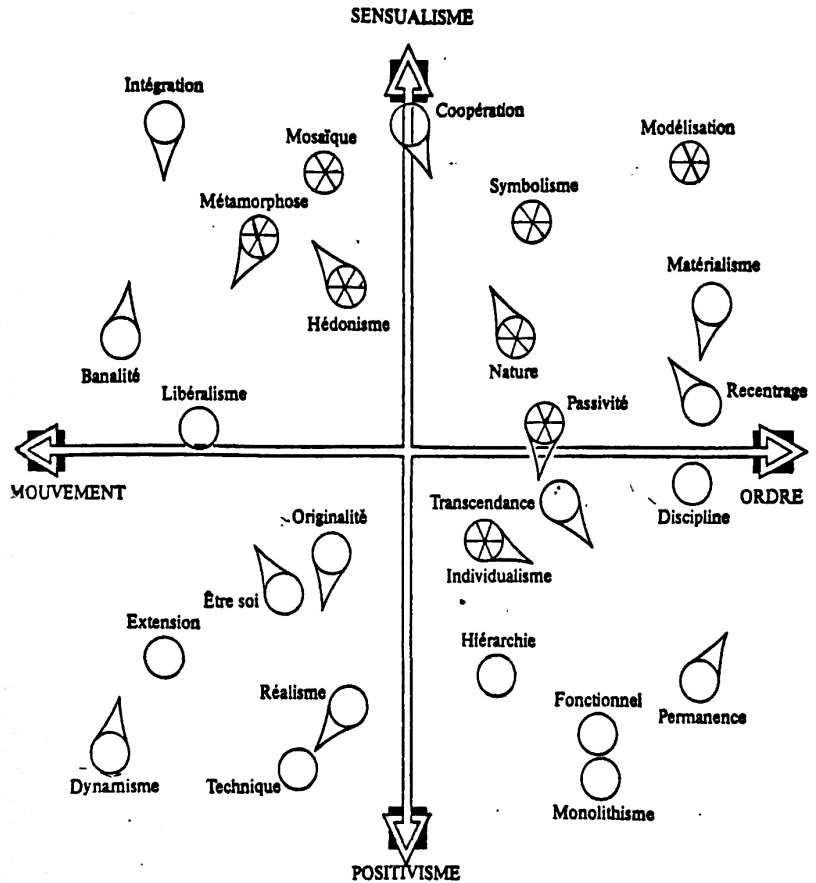 SENSUALISME
Intégration
Coopération
Mosaïque
Modélisation
Symbolisme
Métamorphose
Matérialisme
Hédonisme
Nature
Banalité
Recentrage
Libéralisme
Passivité
MOUVEMENT
ORDRE
Transcendance
Discipline
Originalité
Individualisme
Être soi
Extension
Hiérarchie
Réalisme
Fonctionnel
Permanence
Dynamisme
Technique
Monolithisme
POSITIVISME